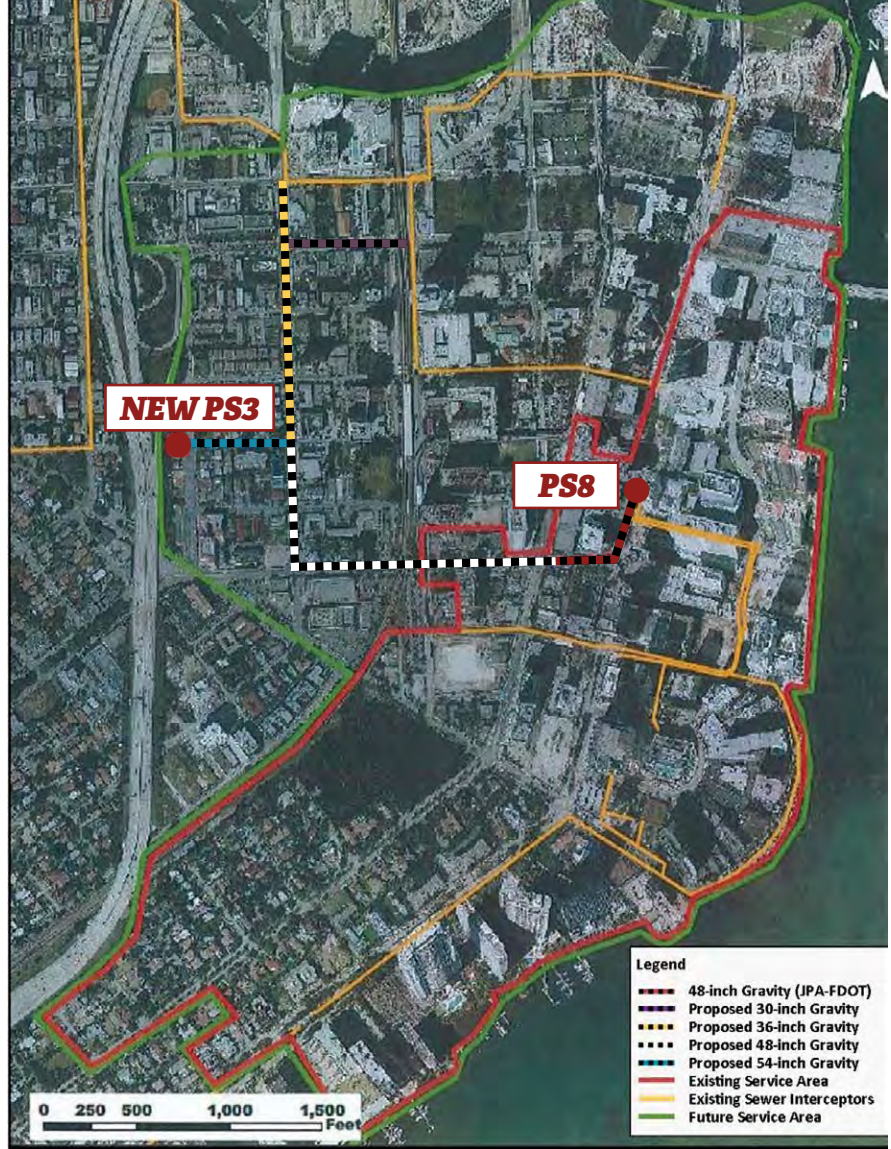 N
NEW PS3
PS8
Legend
48-inch Gravity (JPA-FDOT)
Proposed 30-inch Gravity
Proposed 36-inch Gravity
Proposed 48-inch Gravity
Proposed 54-inch Gravity
Existing Service Area
Existing Sewer Interceptors
Future Service Area
0 250 500 1,000 1,500
Feet